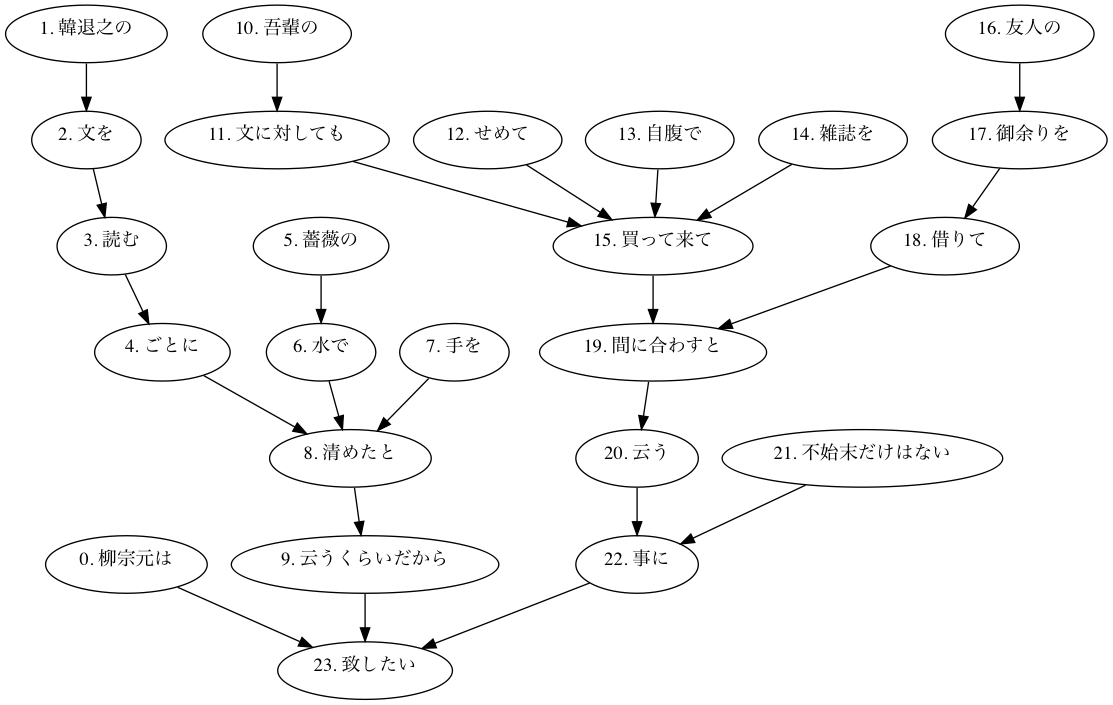 1. 韓退之の
10. 吾輩の
16. 友人の
2. 文を
11. 文に対しても
12. せめて
13. 自腹で
14. 雑誌を
17. 御余りを
3. 読む
5. 薔薇の
15. 買って来て
18. 借りて
4. ごとに
6. 水で
7. 手を
19. 間に合わすと
8. 清めたと
20. 云う
21. 不始末だけはない
0. 柳宗元は
9. 云うくらいだから
22. 事に
23. 致したい